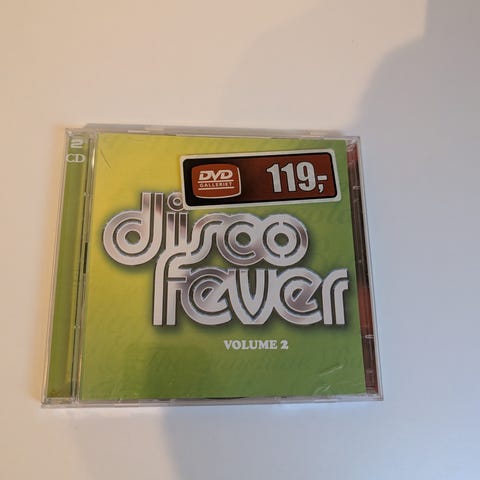 2
CD
DVD
GALLERIET
119,-
disco
fever
VOLUME 2